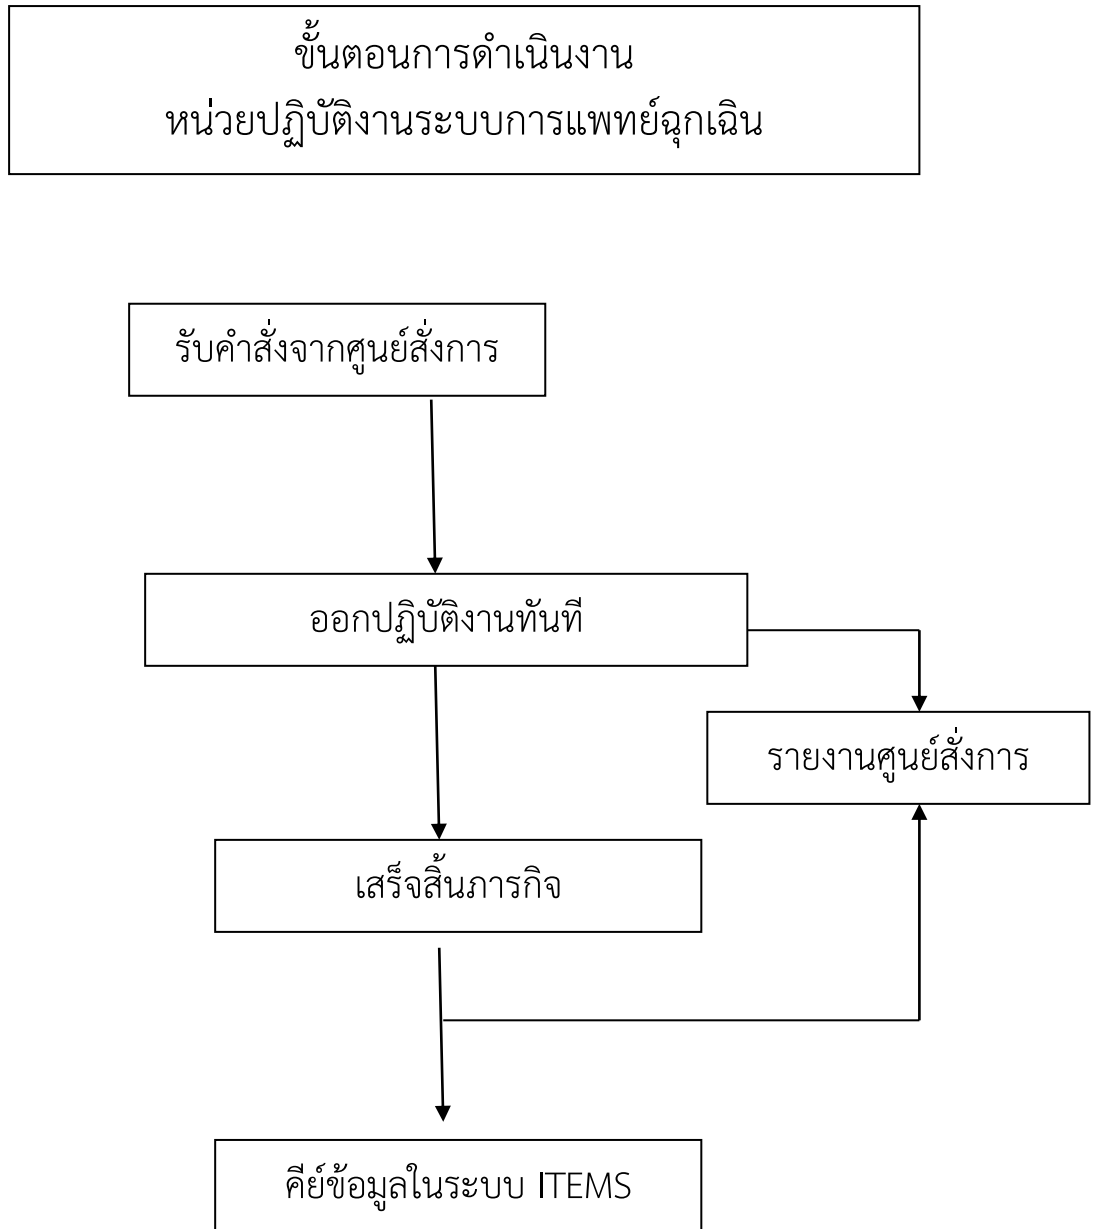 ขั้นตอนการดำเนินงาน
หน่วยปฏิบัติงานระบบการแพทย์ฉุกเฉิน
รับคำสั่งจากศูนย์สั่งการ
ออกปฏิบัติงานทันที
รายงานศูนย์สั่งการ
เสร็จสิ้นภารกิจ
คีย์ข้อมูลในระบบ ITEMS